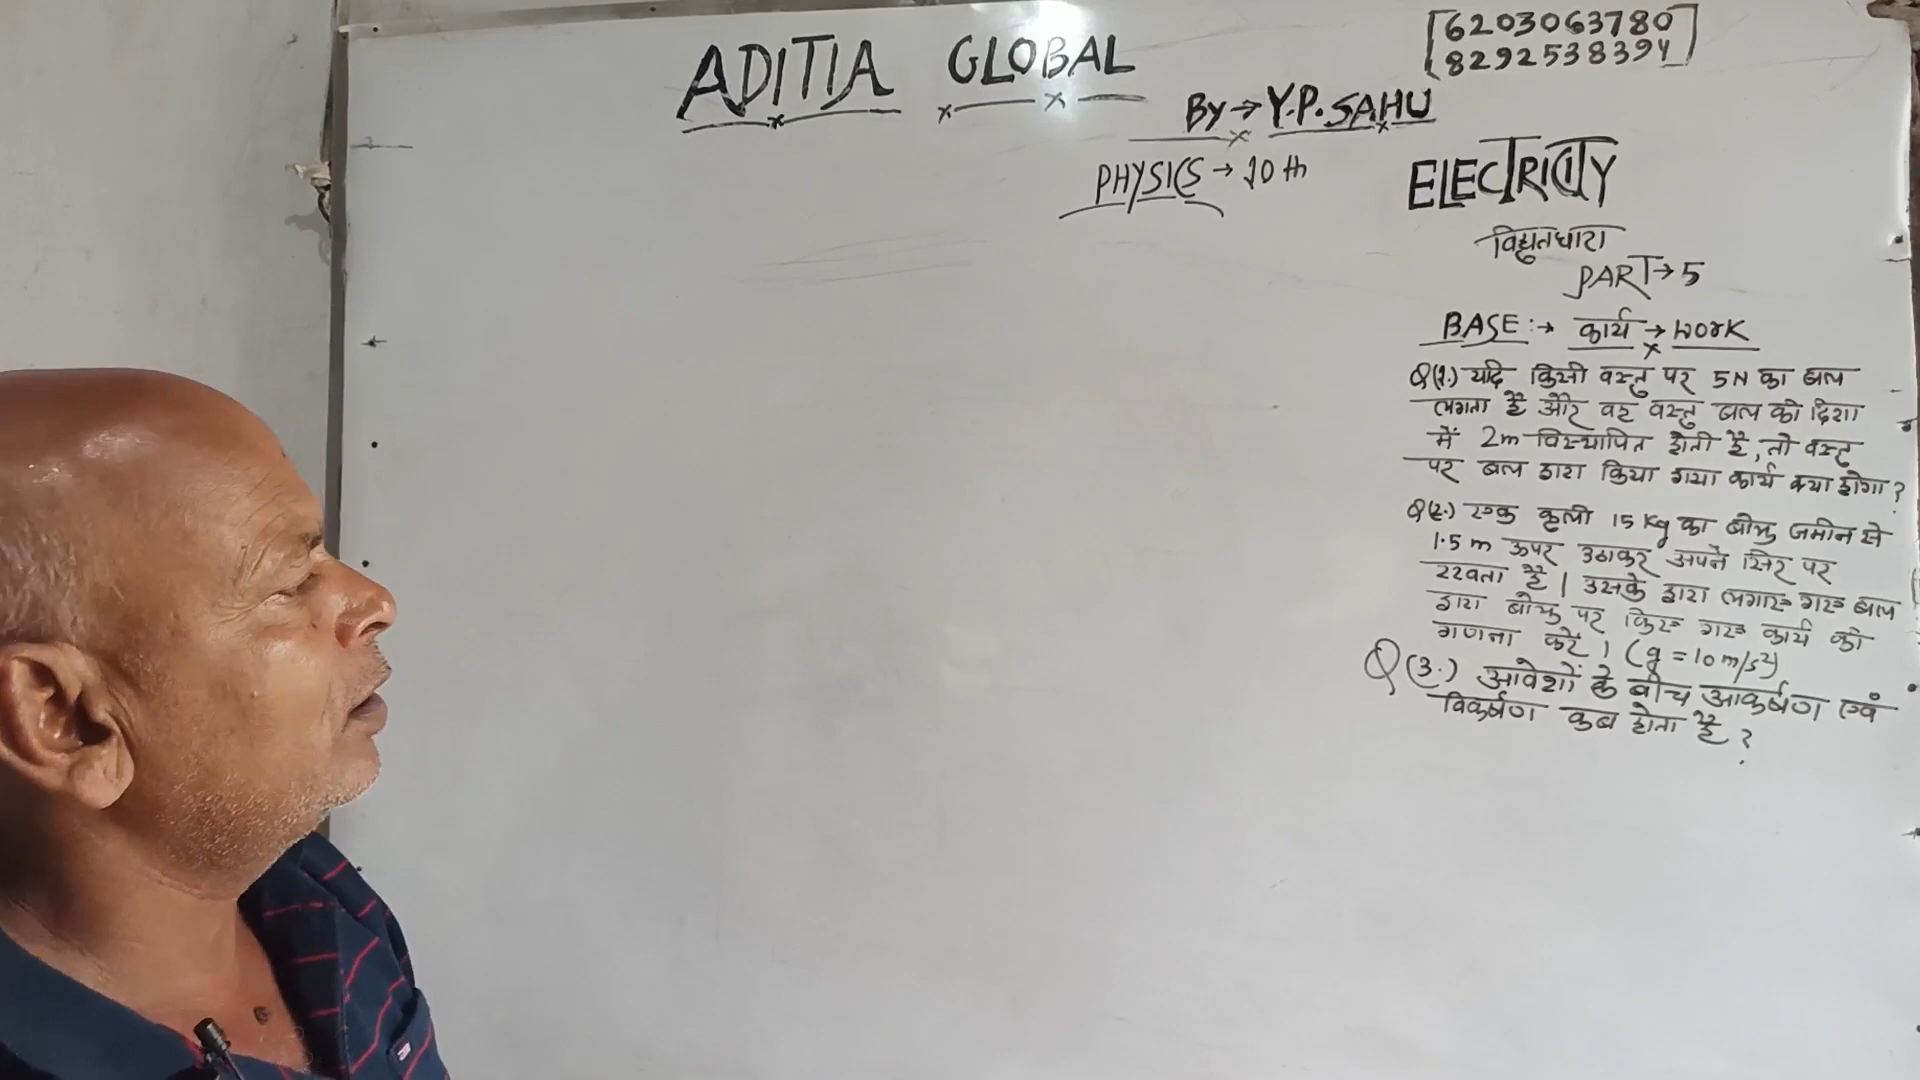 ADITIA GLOBAL
6203063780
8292538394
By → Y.P. SAHU
PHYSICS → 10 th
ELECTRICITY
विद्युतधारा
PART → 5
BASE :→ कार्य → WORK
Q(1.) यदि किसी वस्तु पर 5N का बल
लगता है और वह वस्तु बल की दिशा
में 2m विस्थापित होती है, तो वस्तु
पर बल द्वारा किया गया कार्य क्या होगा?
Q(2.) एक कुली 15 Kg का बोझ जमीन से
1.5 m ऊपर उठाकर अपने सिर पर
रखता है। उसके द्वारा लगाए गए बल
द्वारा बोझ पर किए गए कार्य की
गणना करें। (g = 10 m/s²)
Q (3.) आवेशों के बीच आकर्षण एवं
विकर्षण कब होता है?